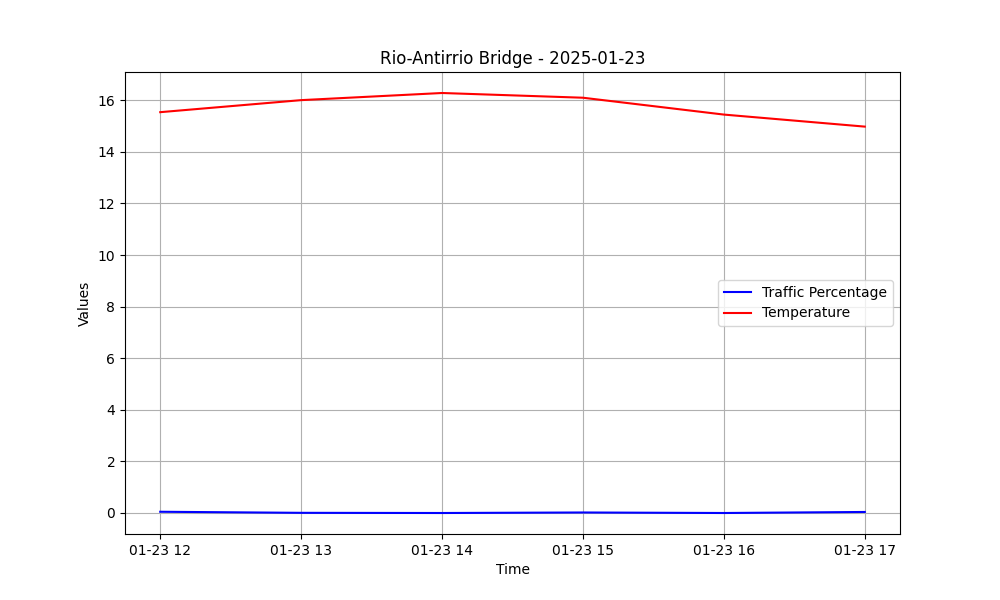 Rio-Antirrio Bridge - 2025-01-23
16
14
12
10
8
6
4
2
0
Values
Traffic Percentage
Temperature
01-23 12 01-23 13 01-23 14 01-23 15 01-23 16 01-23 17
Time